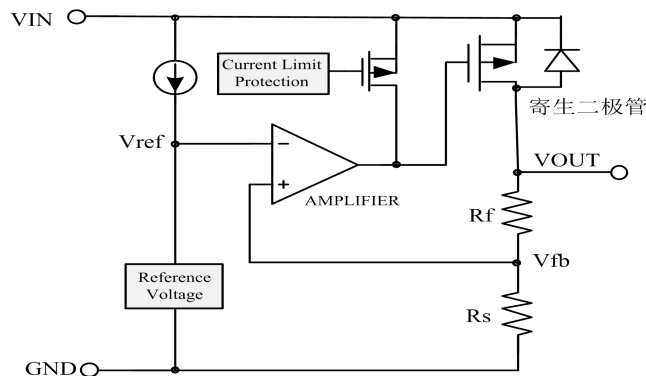 VIN
Current Limit
Protection
寄生二极管
Vref
VOUT
AMPLIFIER
Rf
Vfb
Reference
Voltage
Rs
GND